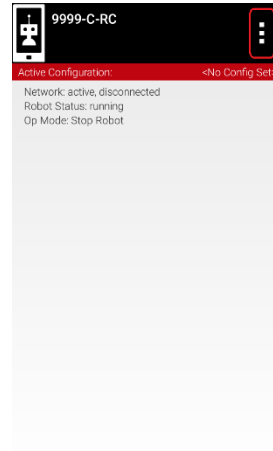 9999-C-RC
Active Configuration: <No Config Set>
Network: active, disconnected
Robot Status: running
Op Mode: Stop Robot